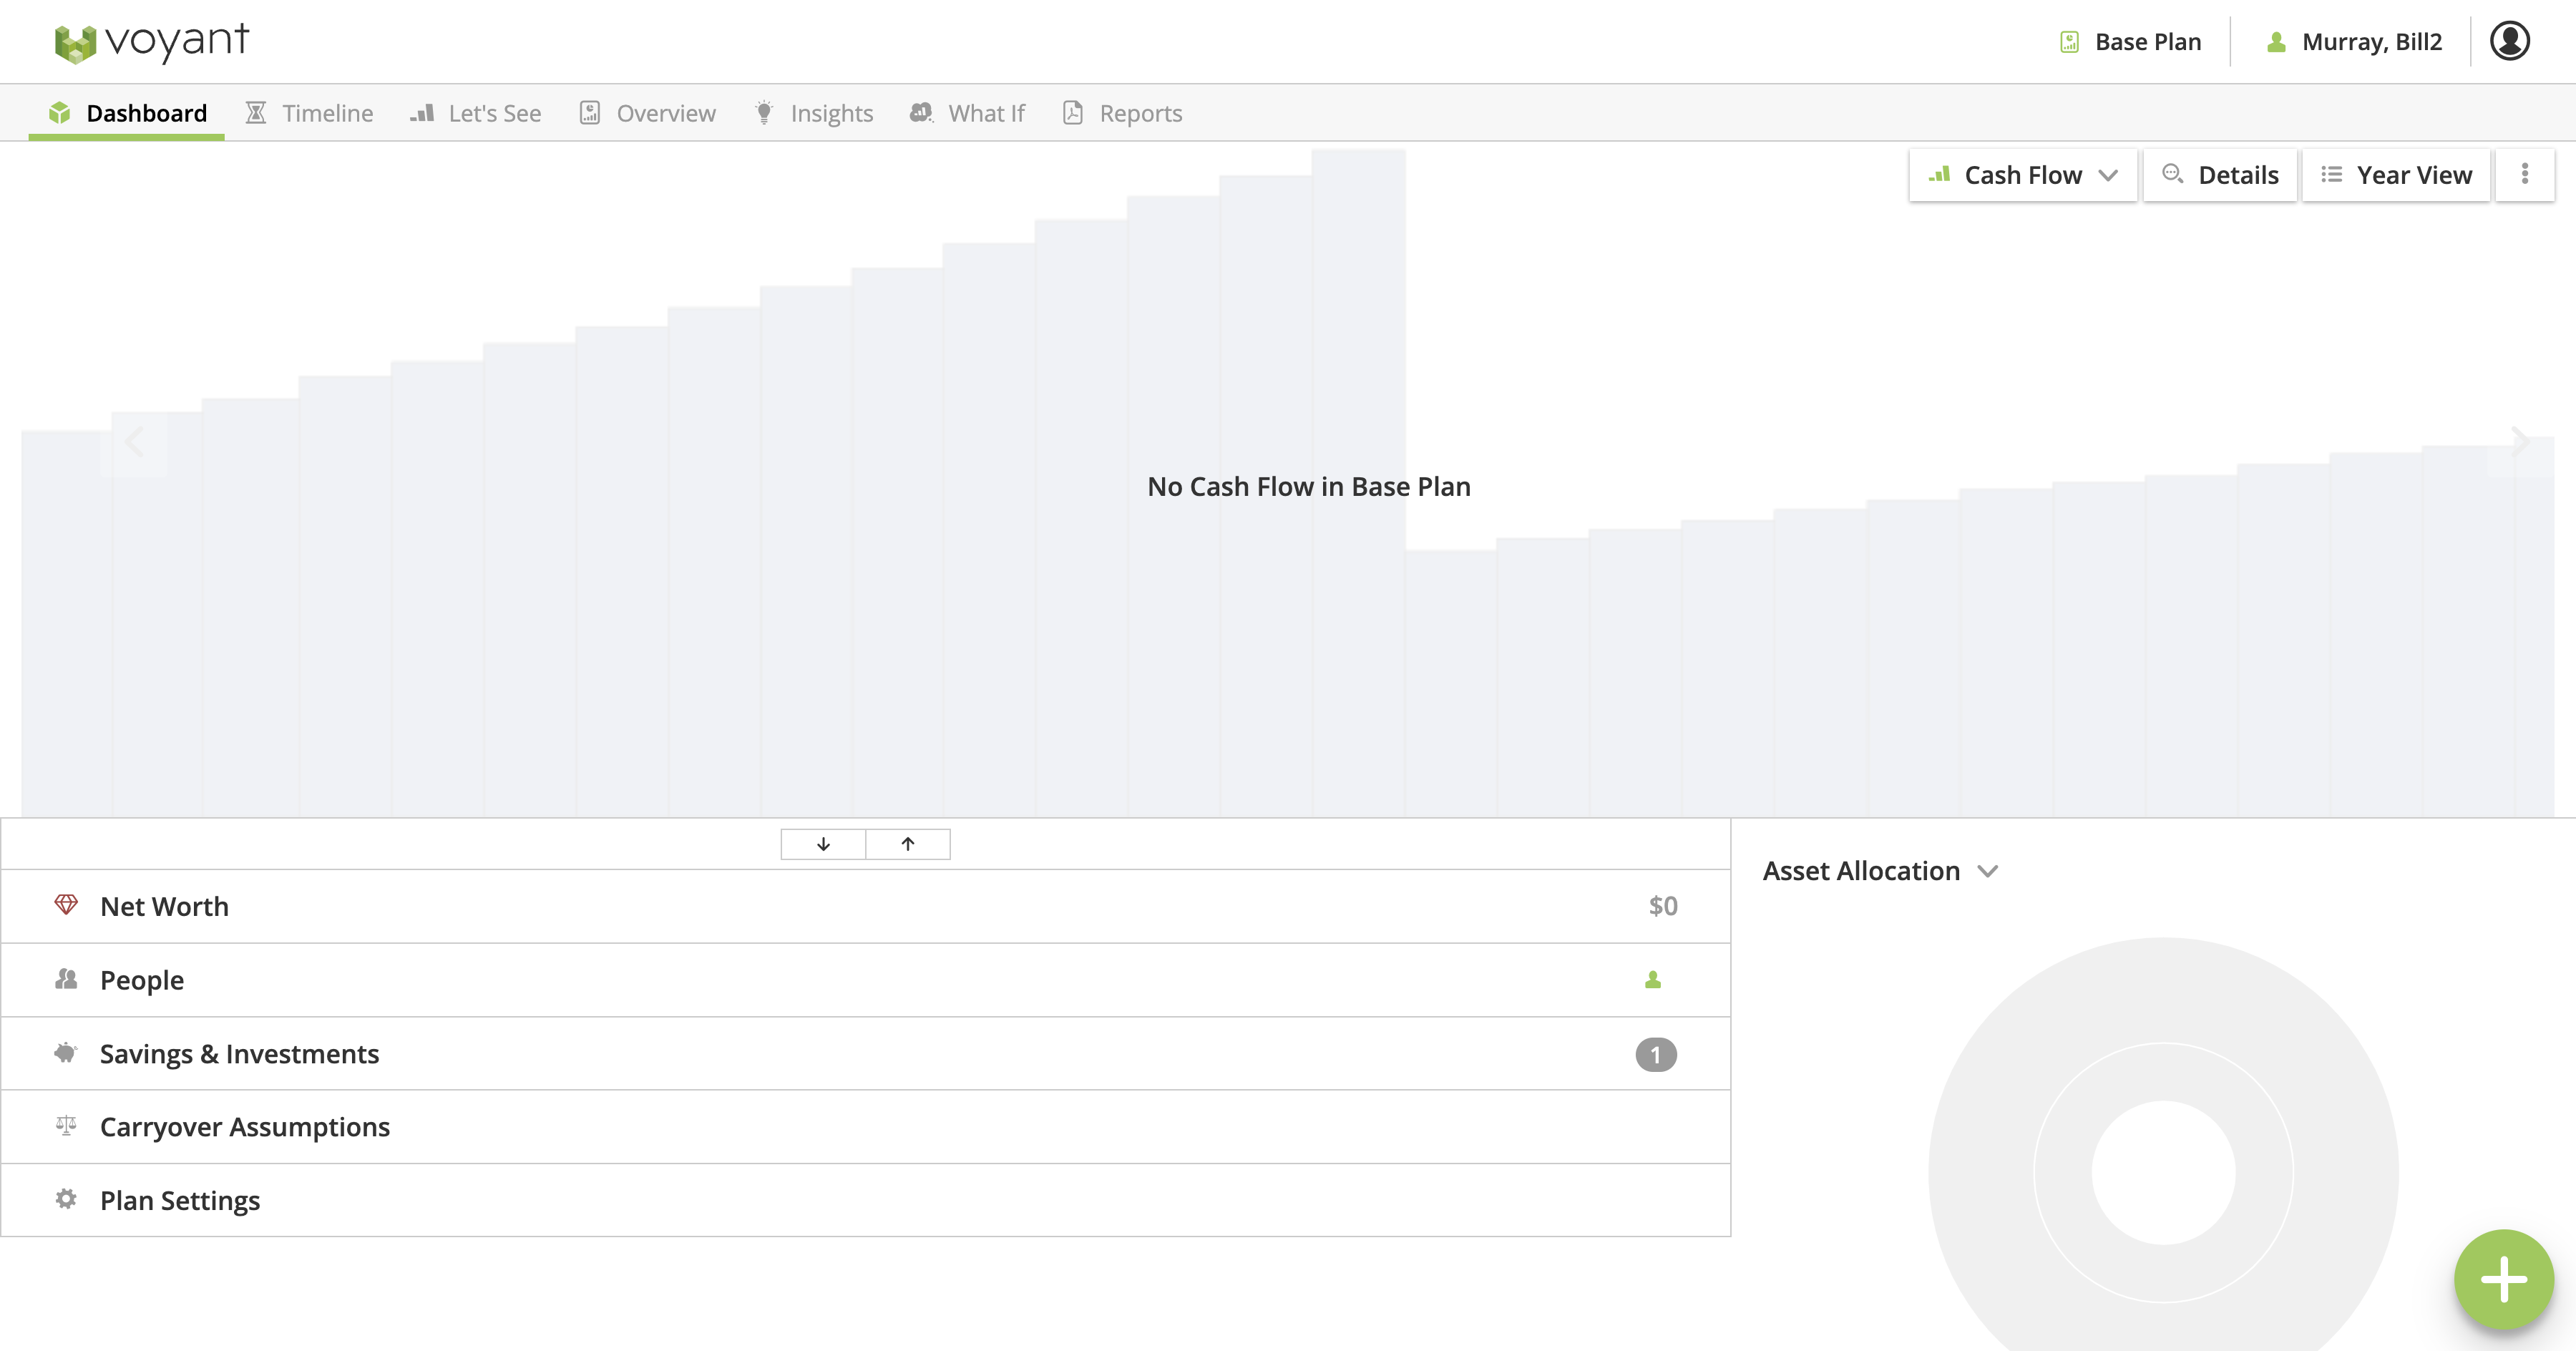 voyant
Base Plan
Murray, Bill2
Dashboard
Timeline
Let's See
Overview
Insights
What If
Reports
Cash Flow
Details
Year View
No Cash Flow in Base Plan
Net Worth
$0
People
Savings & Investments
1
Carryover Assumptions
Plan Settings
Asset Allocation